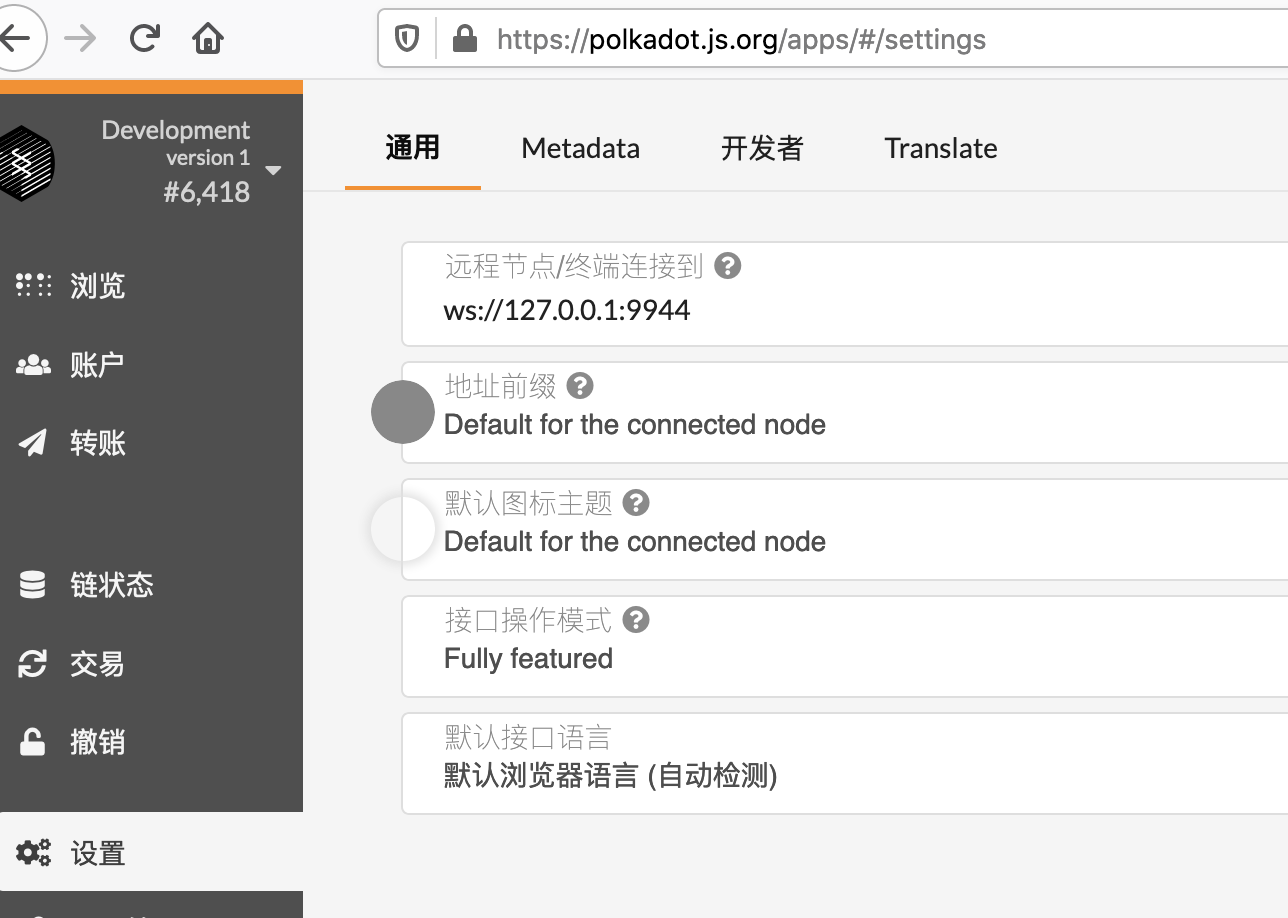 https://polkadot.js.org/apps/#/settings
Development
version 1
#6,418
浏览
账户
转账
链状态
交易
撤销
设置
通用
Metadata
开发者
Translate
远程节点/终端连接到
ws://127.0.0.1:9944
地址前缀
Default for the connected node
默认图标主题
Default for the connected node
接口操作模式
Fully featured
默认接口语言
默认浏览器语言 (自动检测)